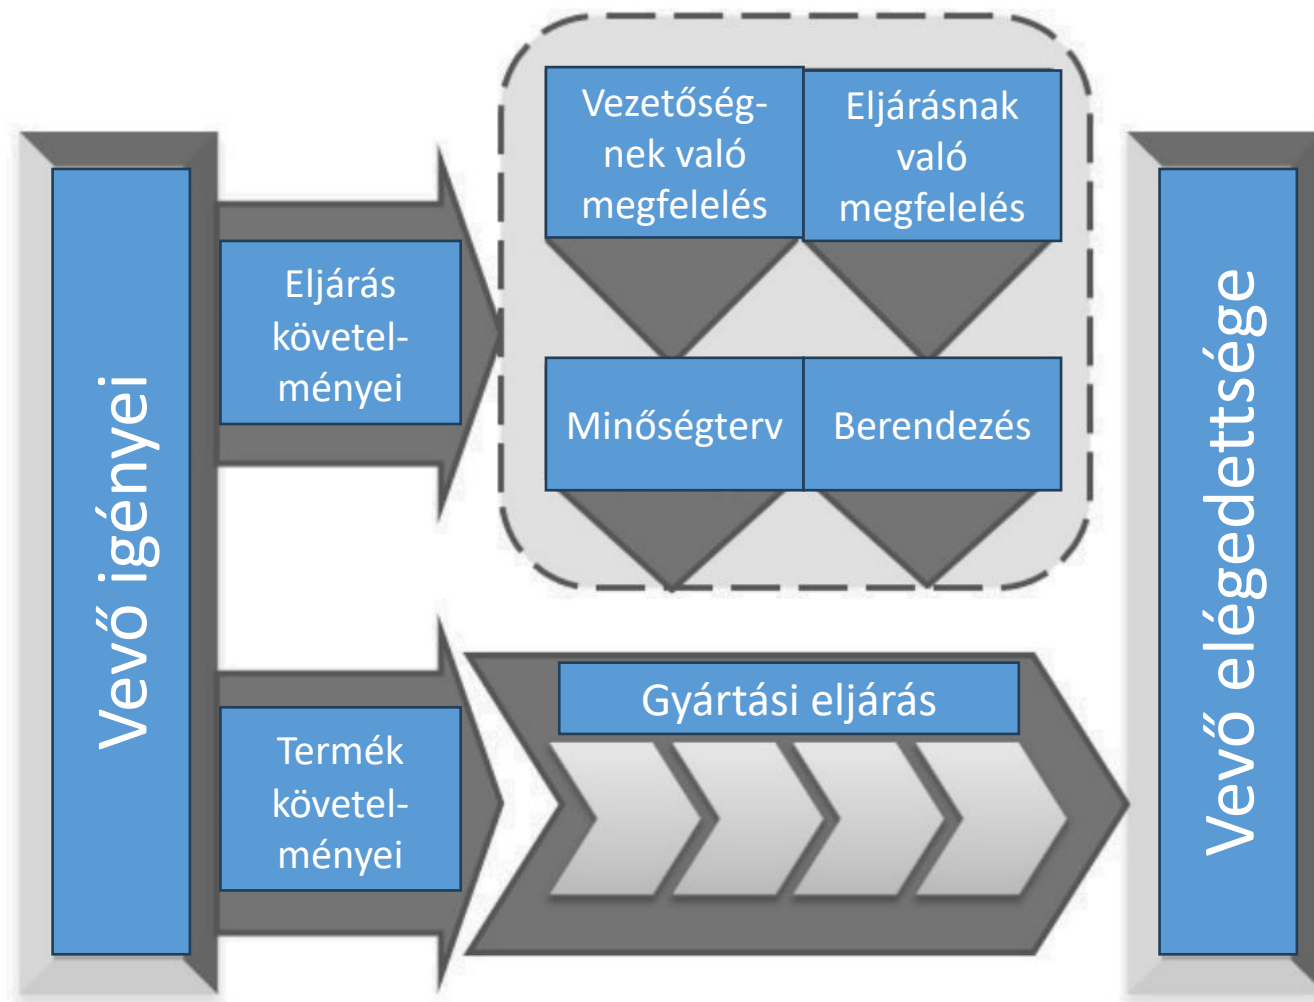 Vevő igényei
Eljárás
követel-
ményei
Termék
követel-
ményei
Vezetőség-
nek való
megfelelés
Eljárásnak
való
megfelelés
Minőségterv
Berendezés
Gyártási eljárás
Vevő elégedettsége